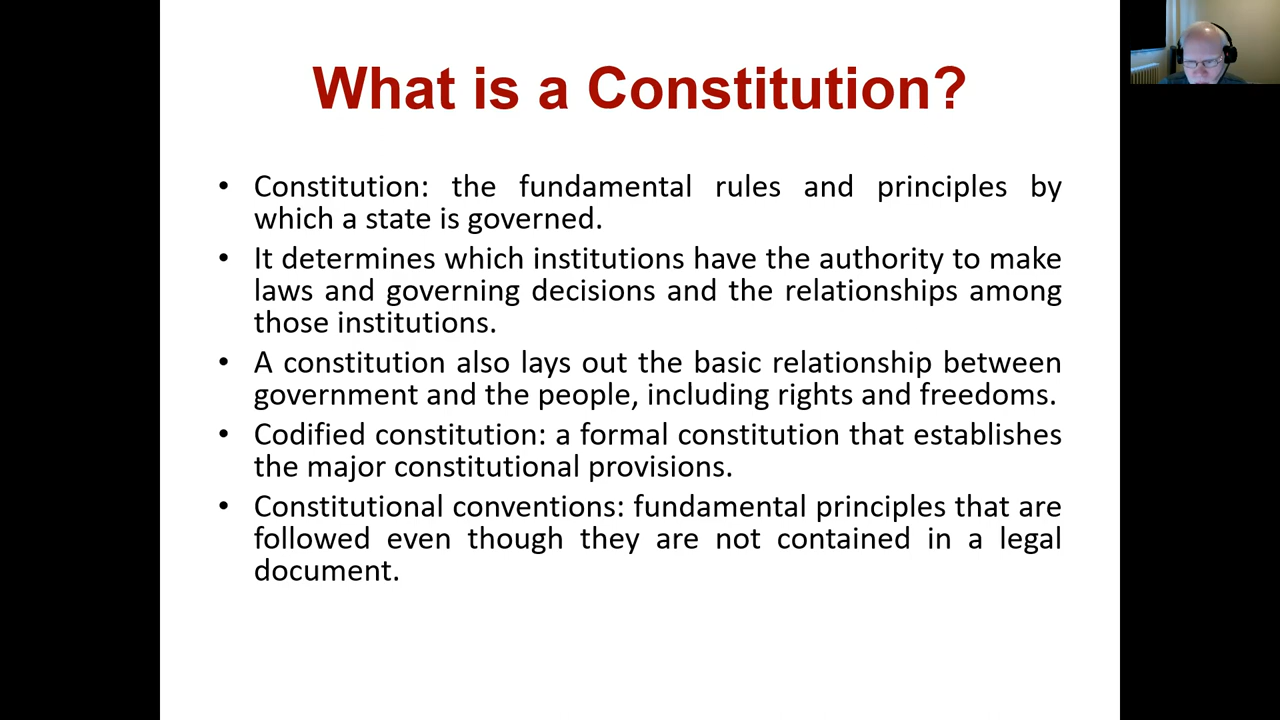 What is a Constitution?
• Constitution: the fundamental rules and principles by
which a state is governed.
• It determines which institutions have the authority to make
laws and governing decisions and the relationships among
those institutions.
• A constitution also lays out the basic relationship between
government and the people, including rights and freedoms.
• Codified constitution: a formal constitution that establishes
the major constitutional provisions.
• Constitutional conventions: fundamental principles that are
followed even though they are not contained in a legal
document.